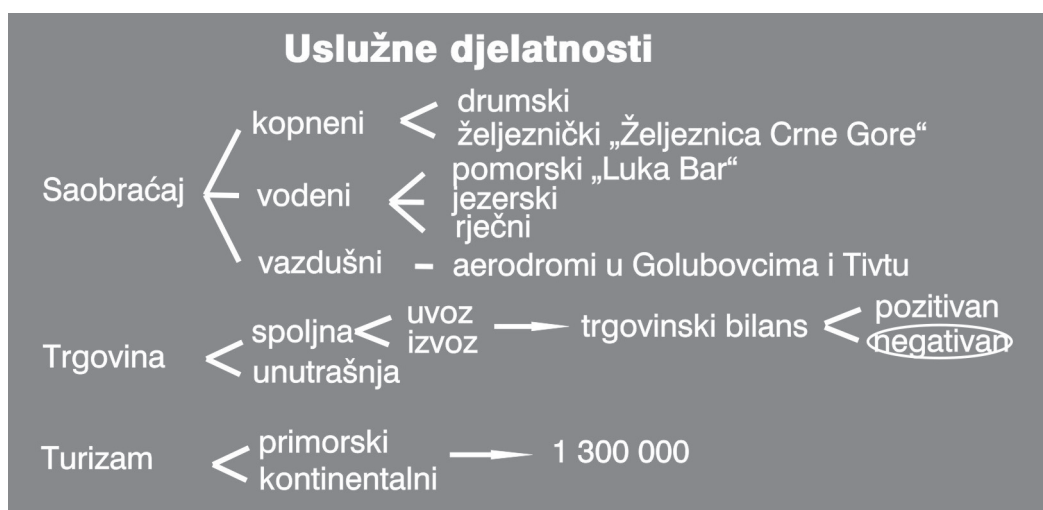 Uslužne djelatnosti
Saobraćaj
kopneni
drumski
željeznički „Željeznica Crne Gore“
vodeni
pomorski „Luka Bar“
jezerski
rječni
vazdušni – aerodromi u Golubovcima i Tivtu
Trgovina
spoljna
uvoz
izvoz
trgovinski bilans
pozitivan
negativan
unutrašnja
Turizam
primorski
kontinentalni
1 300 000